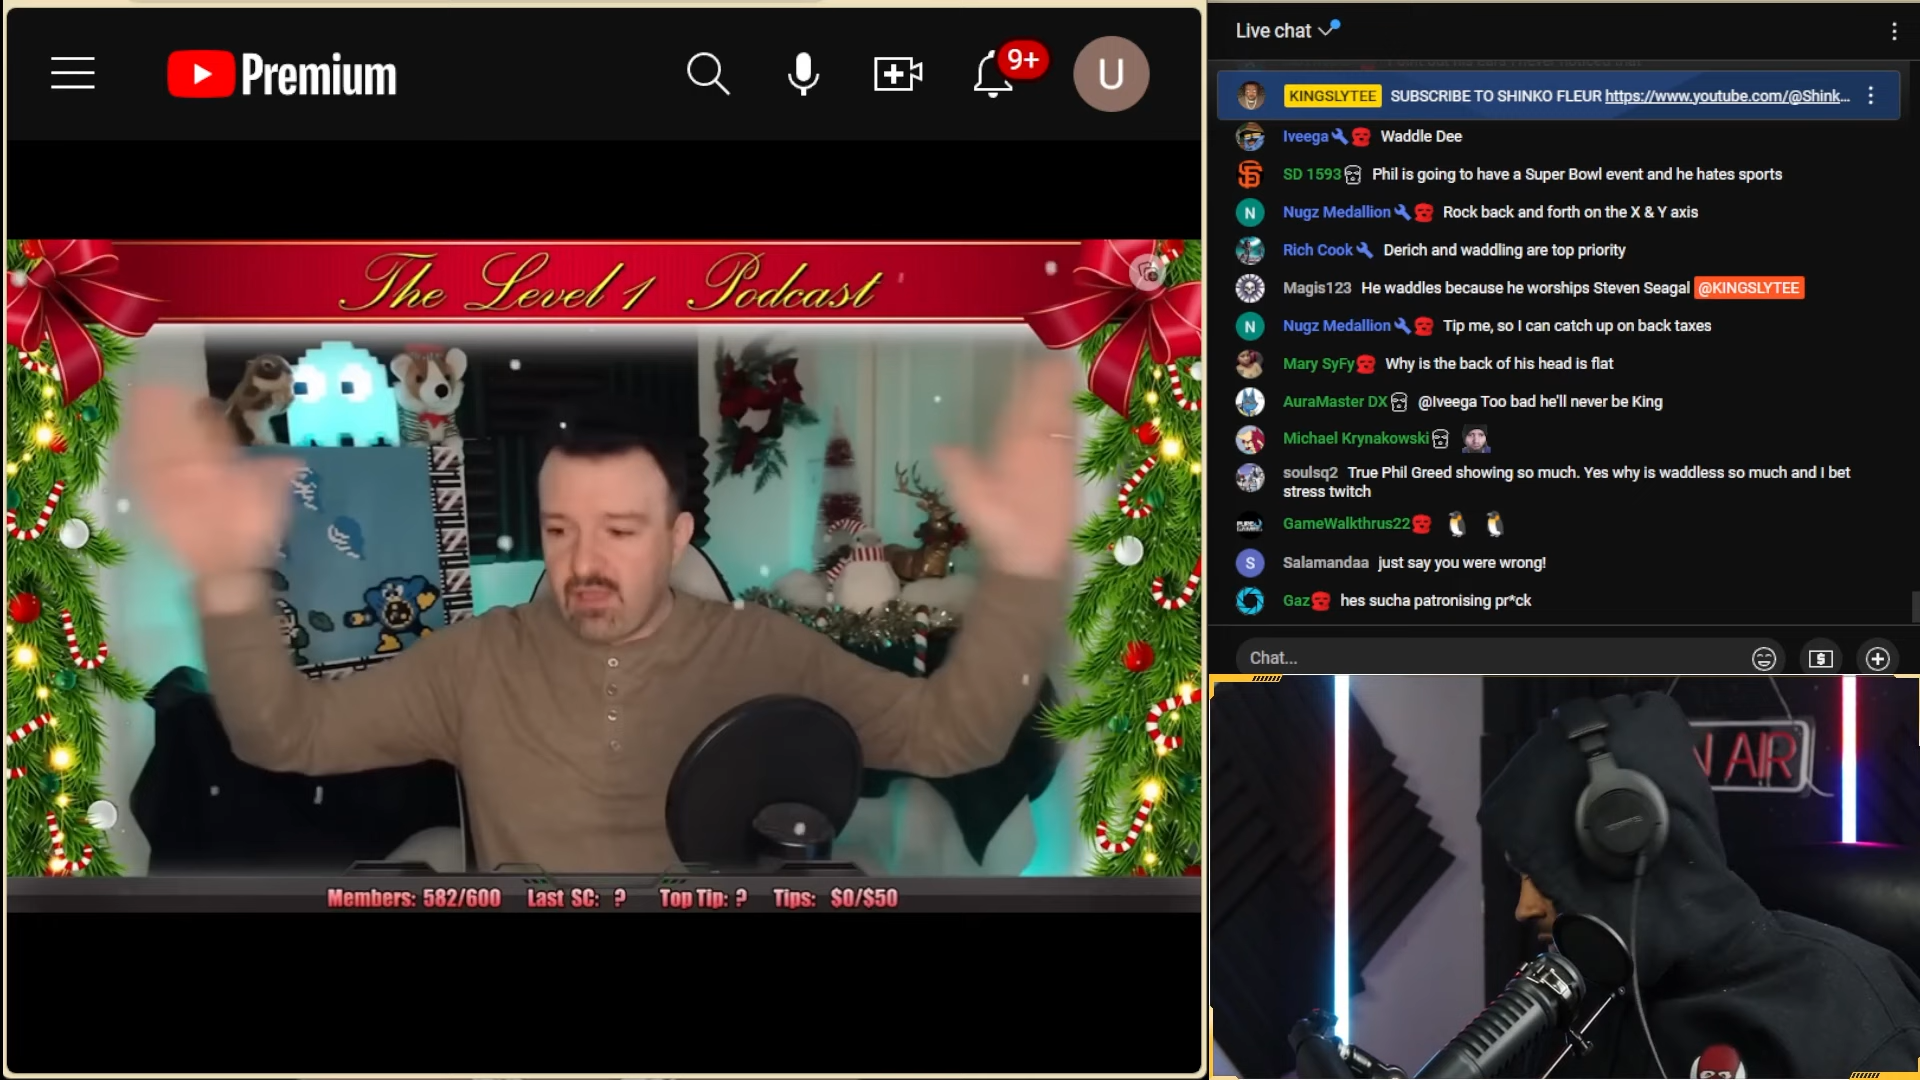 Premium
9+
U
The Level 1 Podcast
Members: 582/600 Last SC: ? Top Tip: ? Tips: $0/$50
Live chat
KINGSLYTEE SUBSCRIBE TO SHINKO FLEUR https://www.youtube.com/@Shink...
Iveega Waddle Dee
SD 1593 Phil is going to have a Super Bowl event and he hates sports
N Nugz Medallion Rock back and forth on the X & Y axis
Rich Cook Derich and waddling are top priority
Magis123 He waddles because he worships Steven Seagal @KINGSLYTEE
N Nugz Medallion Tip me, so I can catch up on back taxes
Mary SyFy Why is the back of his head is flat
AuraMaster DX @Iveega Too bad he'll never be King
Michael Krynakowski
soulsq2 True Phil Greed showing so much. Yes why is waddless so much and I bet
stress twitch
GameWalkthrus22
S Salamandaa just say you were wrong!
Gaz hes sucha patronising pr*ck
Chat...
AIR